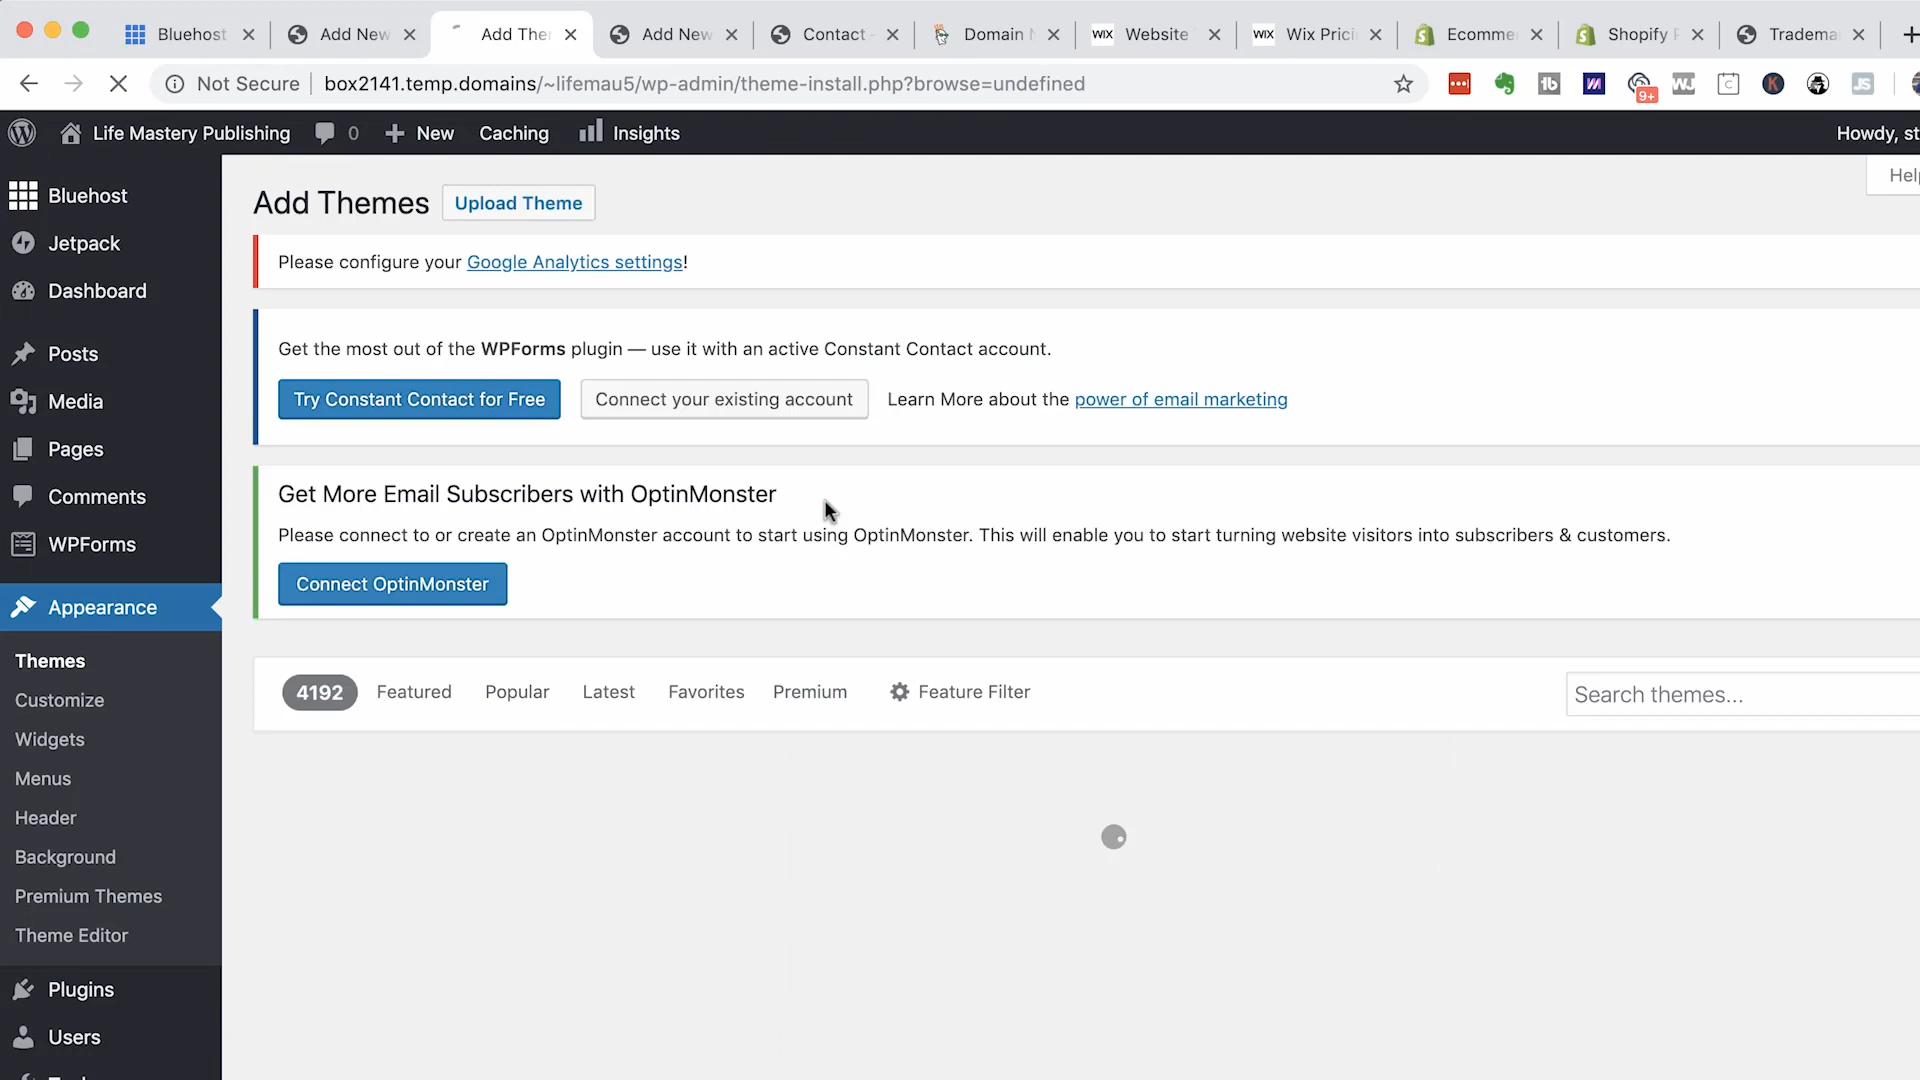 Bluehost
Add New
Add The
Add New
Contact -
Domain N
WIX Website
WIX Wix Prici
Ecomme
Shopify P
Tradema
Not Secure box2141.temp.domains/~lifemau5/wp-admin/theme-install.php?browse=undefined
1b
9+
WJ
C
K
JS
Life Mastery Publishing 0 New Caching Insights
Howdy, st
Bluehost
Jetpack
Dashboard
Posts
Media
Pages
Comments
WPForms
Appearance
Themes
Customize
Widgets
Menus
Header
Background
Premium Themes
Theme Editor
Plugins
Users
Help
Add Themes Upload Theme
Please configure your Google Analytics settings!
Get the most out of the WPForms plugin — use it with an active Constant Contact account.
Try Constant Contact for Free Connect your existing account Learn More about the power of email marketing
Get More Email Subscribers with OptinMonster
Please connect to or create an OptinMonster account to start using OptinMonster. This will enable you to start turning website visitors into subscribers & customers.
Connect OptinMonster
4192 Featured Popular Latest Favorites Premium Feature Filter
Search themes...